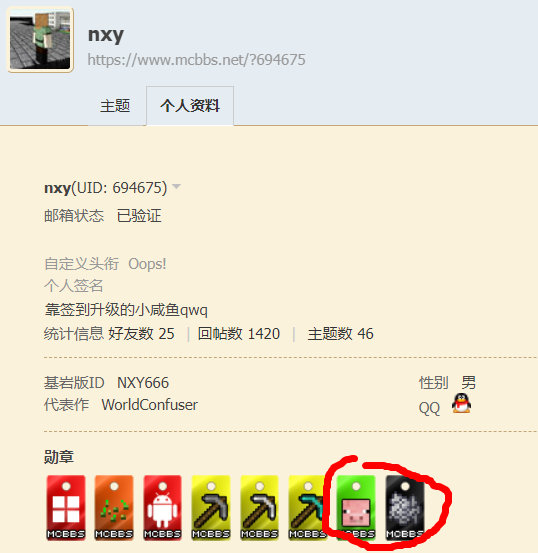 nxy
https://www.mcbbs.net/?694675
主题 个人资料
nxy(UID: 694675)
邮箱状态 已验证
自定义头衔 Oops!
个人签名
靠签到升级的小咸鱼qwq
统计信息 好友数 25 | 回帖数 1420 | 主题数 46
基岩版ID NXY666 性别 男
代表作 WorldConfuser QQ
勋章
MCBBS MCBBS MCBBS MCBBS MCBBS MCBBS MCBBS MCBBS